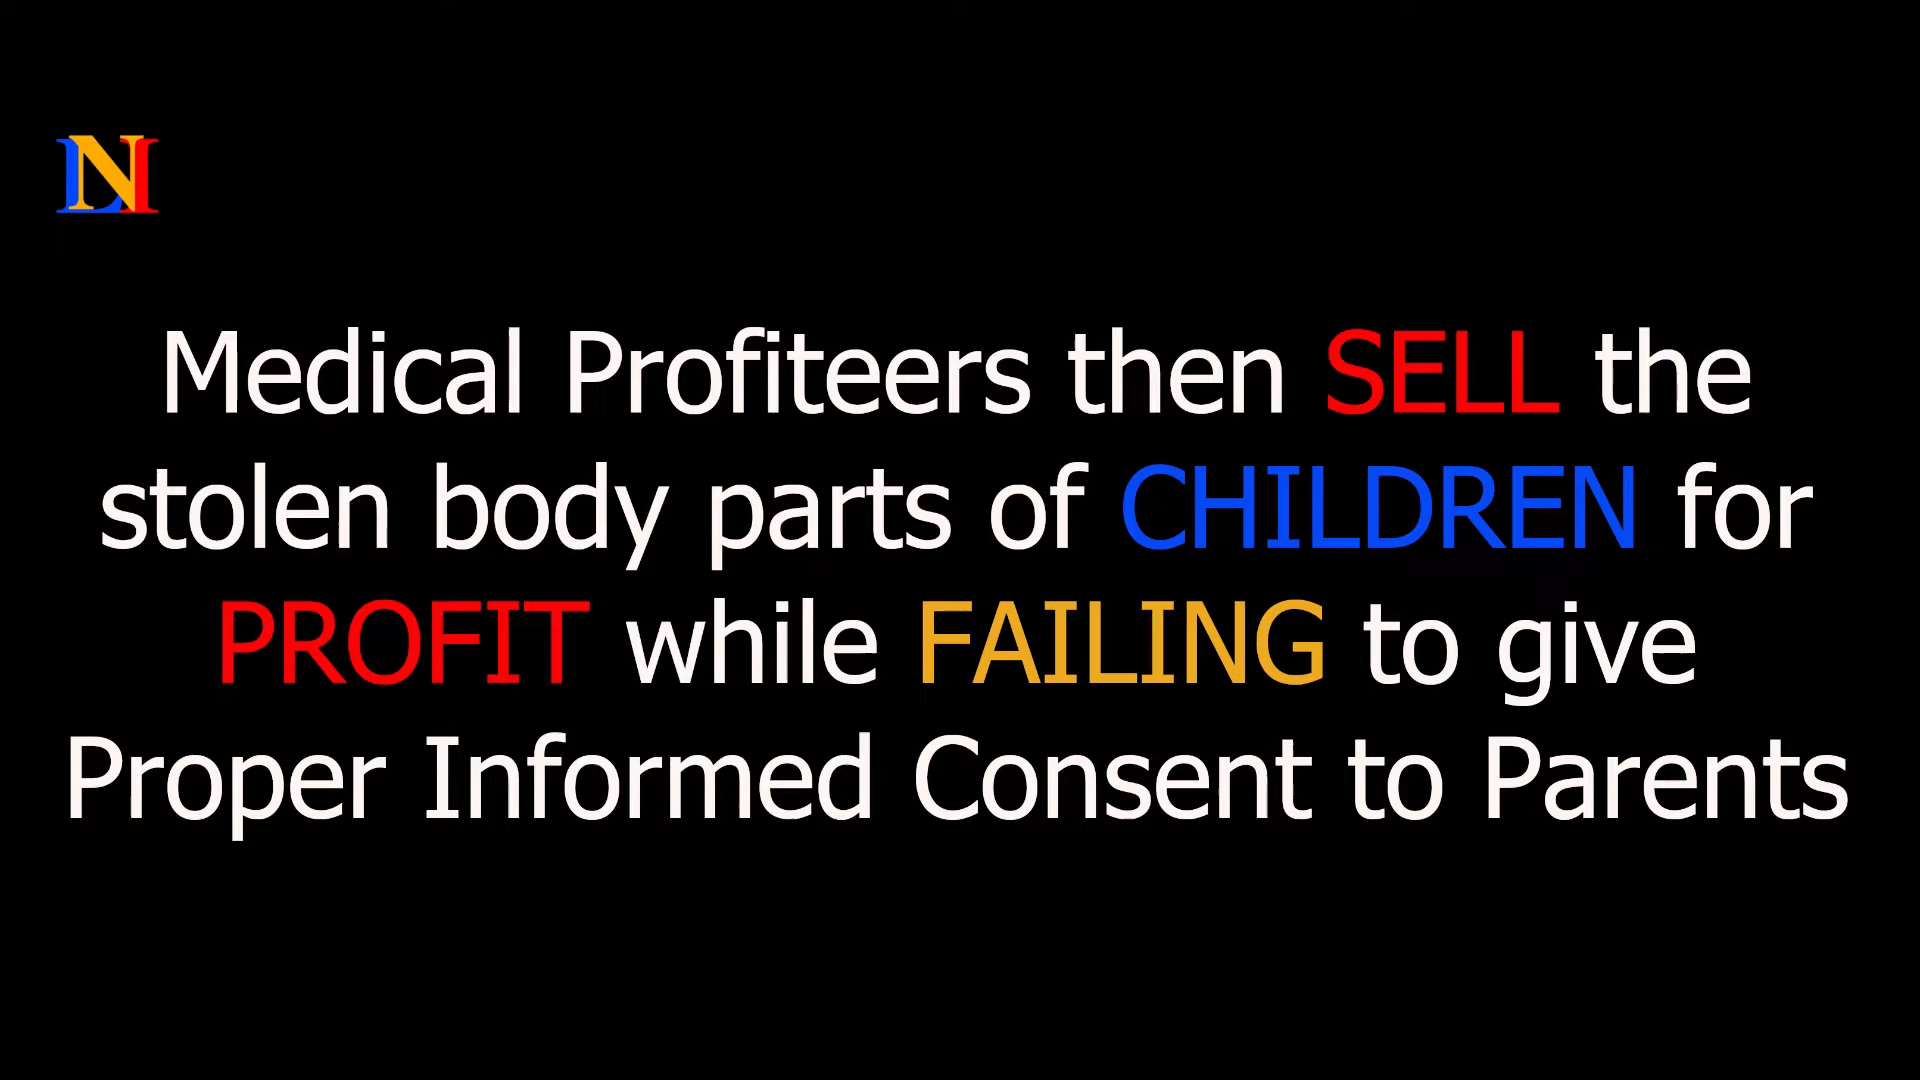 LNI
Medical Profiteers then SELL the
stolen body parts of CHILDREN for
PROFIT while FAILING to give
Proper Informed Consent to Parents